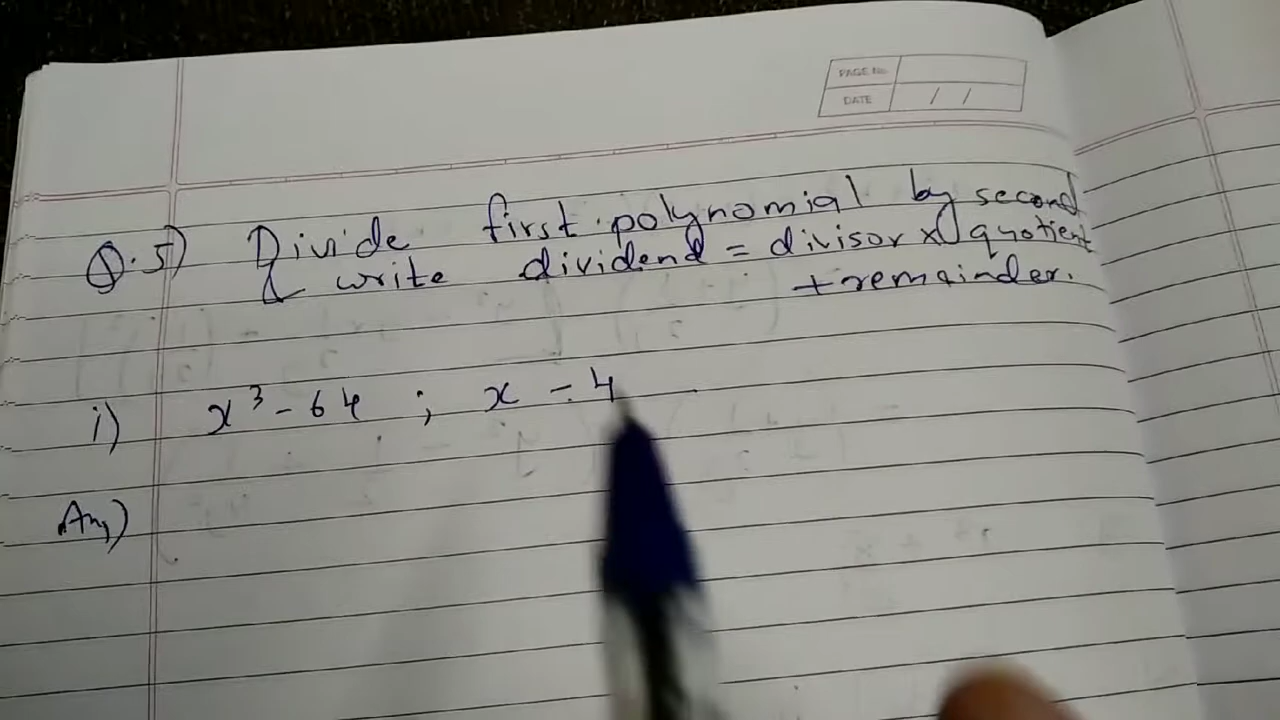 PAGE No.
DATE / /
Q.5) Divide first polynomial by second
& write dividend = divisor x quotient
+ remainder.
i) x³ - 64 ; x - 4
Ans)